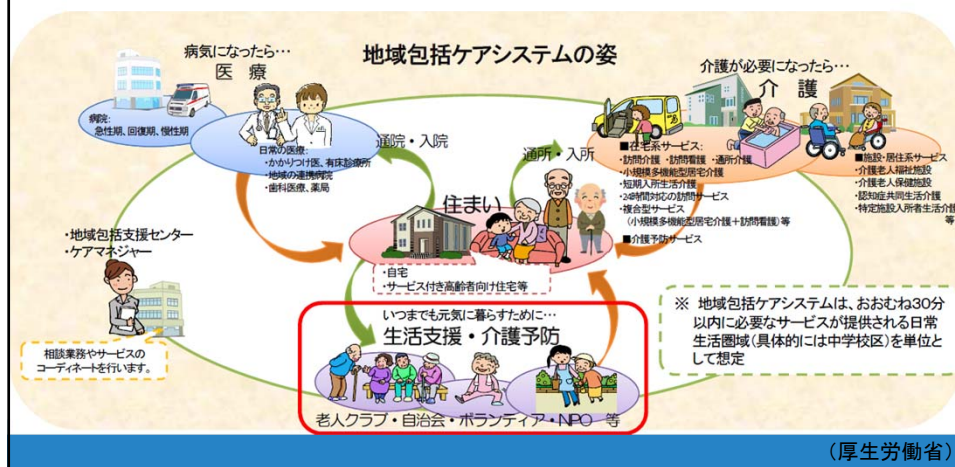 地域包括ケアシステムの姿
病気になったら…
医 療
病院:
急性期、回復期、慢性期
日常の医療:
・かかりつけ医、有床診療所
・地域の連携病院
・歯科医療、薬局
通院・入院
通所・入所
介護が必要になったら…
介 護
■在宅系サービス:
・訪問介護 ・訪問看護 ・通所介護
・小規模多機能型居宅介護
・短期入所生活介護
・24時間対応の訪問サービス
・複合型サービス
(小規模多機能型居宅介護+訪問看護)等
■介護予防サービス
■施設・居住系サービス
・介護老人福祉施設
・介護老人保健施設
・認知症共同生活介護
・特定施設入所者生活介護
等
住まい
・自宅
・サービス付き高齢者向け住宅等
・地域包括支援センター
・ケアマネジャー
相談業務やサービスの
コーディネートを行います。
いつまでも元気に暮らすために…
生活支援・介護予防
老人クラブ・自治会・ボランティア・NPO 等
※ 地域包括ケアシステムは、おおむね30分
以内に必要なサービスが提供される日常
生活圏域(具体的には中学校区)を単位と
して想定
(厚生労働省)